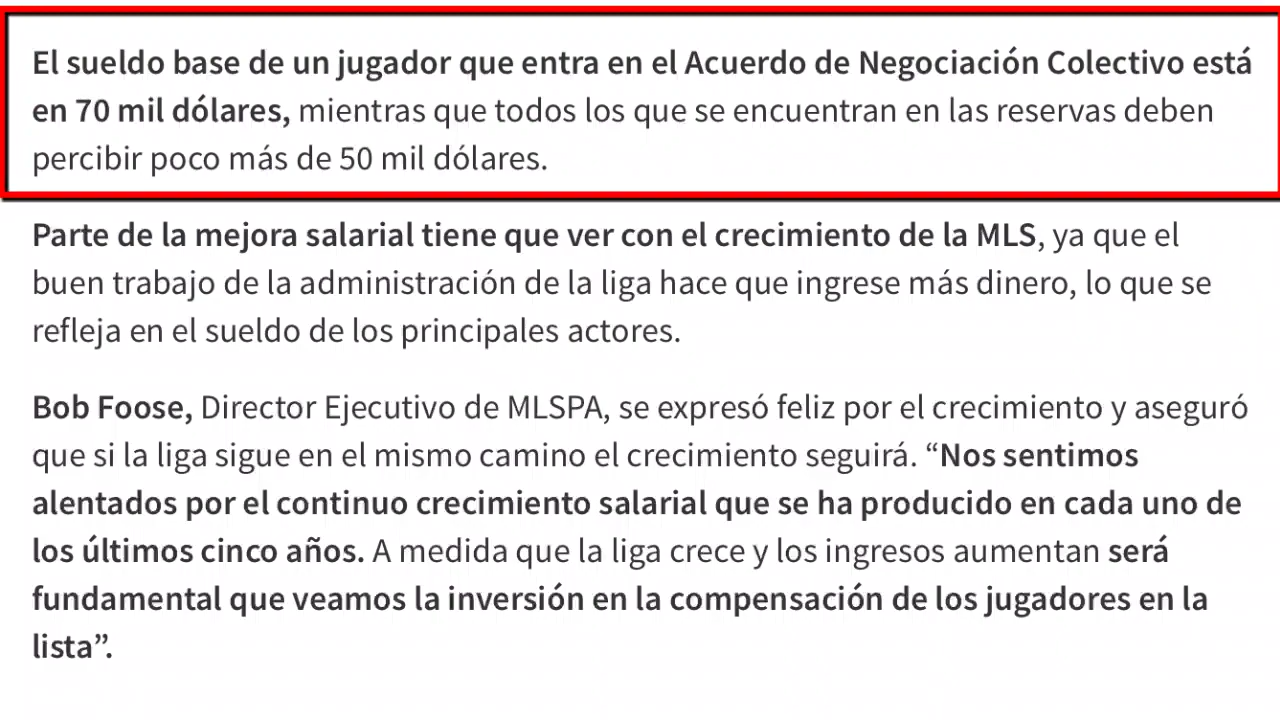 El sueldo base de un jugador que entra en el Acuerdo de Negociación Colectivo está
en 70 mil dólares, mientras que todos los que se encuentran en las reservas deben
percibir poco más de 50 mil dólares.
Parte de la mejora salarial tiene que ver con el crecimiento de la MLS, ya que el
buen trabajo de la administración de la liga hace que ingrese más dinero, lo que se
refleja en el sueldo de los principales actores.
Bob Foose, Director Ejecutivo de MLSPA, se expresó feliz por el crecimiento y aseguró
que si la liga sigue en el mismo camino el crecimiento seguirá. “Nos sentimos
alentados por el continuo crecimiento salarial que se ha producido en cada uno de
los últimos cinco años. A medida que la liga crece y los ingresos aumentan será
fundamental que veamos la inversión en la compensación de los jugadores en la
lista”.